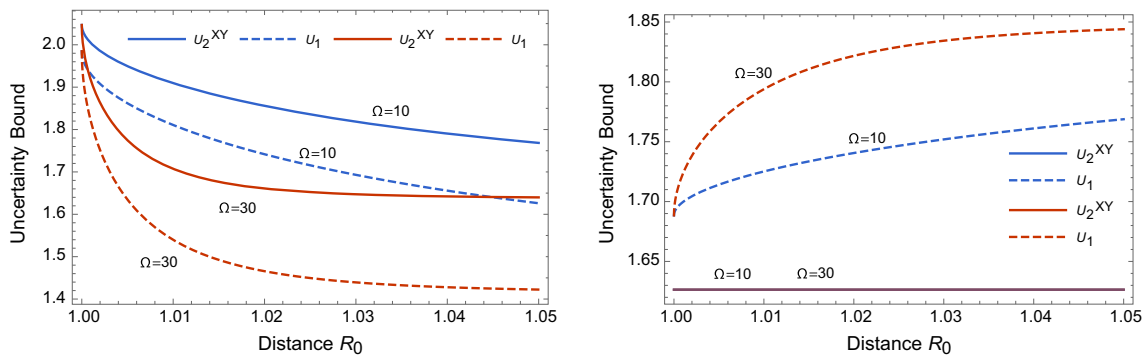 Uncertainty Bound
2.0
1.9
1.8
1.7
1.6
1.5
1.4
U₂ˣʸ U₁ U₂ˣʸ U₁
Ω=10
Ω=10
Ω=30
Ω=30
1.00 1.01 1.02 1.03 1.04 1.05
Distance R₀
Uncertainty Bound
1.85
1.80
1.75
1.70
1.65
Ω=30
Ω=10
U₂ˣʸ
U₁
U₂ˣʸ
U₁
Ω=10 Ω=30
1.00 1.01 1.02 1.03 1.04 1.05
Distance R₀